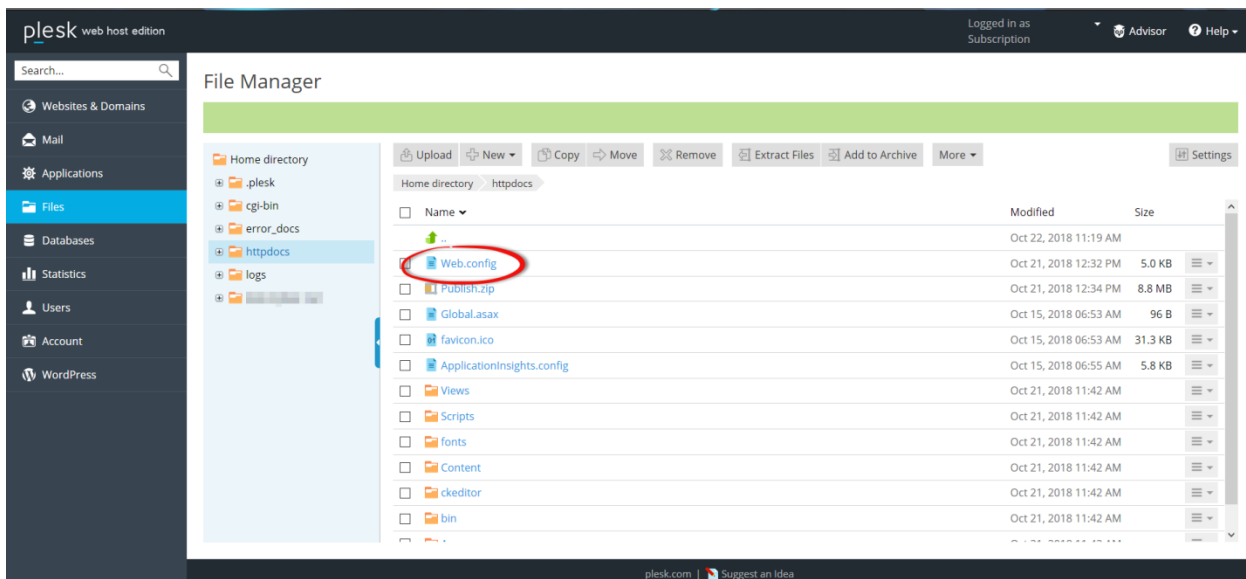 plesk web host edition
Logged in as
Subscription
Advisor
Help
Search...
Websites & Domains
Mail
Applications
Files
Databases
Statistics
Users
Account
WordPress
File Manager
Home directory
.plesk
cgi-bin
error_docs
httpdocs
logs
Upload New Copy Move Remove Extract Files Add to Archive More Settings
Home directory httpdocs
Name Modified Size
.. Oct 22, 2018 11:19 AM
Web.config Oct 21, 2018 12:32 PM 5.0 KB
Publish.zip Oct 21, 2018 12:34 PM 8.8 MB
Global.asax Oct 15, 2018 06:53 AM 96 B
favicon.ico Oct 15, 2018 06:53 AM 31.3 KB
ApplicationInsights.config Oct 15, 2018 06:55 AM 5.8 KB
Views Oct 21, 2018 11:42 AM
Scripts Oct 21, 2018 11:42 AM
fonts Oct 21, 2018 11:42 AM
Content Oct 21, 2018 11:42 AM
ckeditor Oct 21, 2018 11:42 AM
bin Oct 21, 2018 11:42 AM
plesk.com | Suggest an Idea